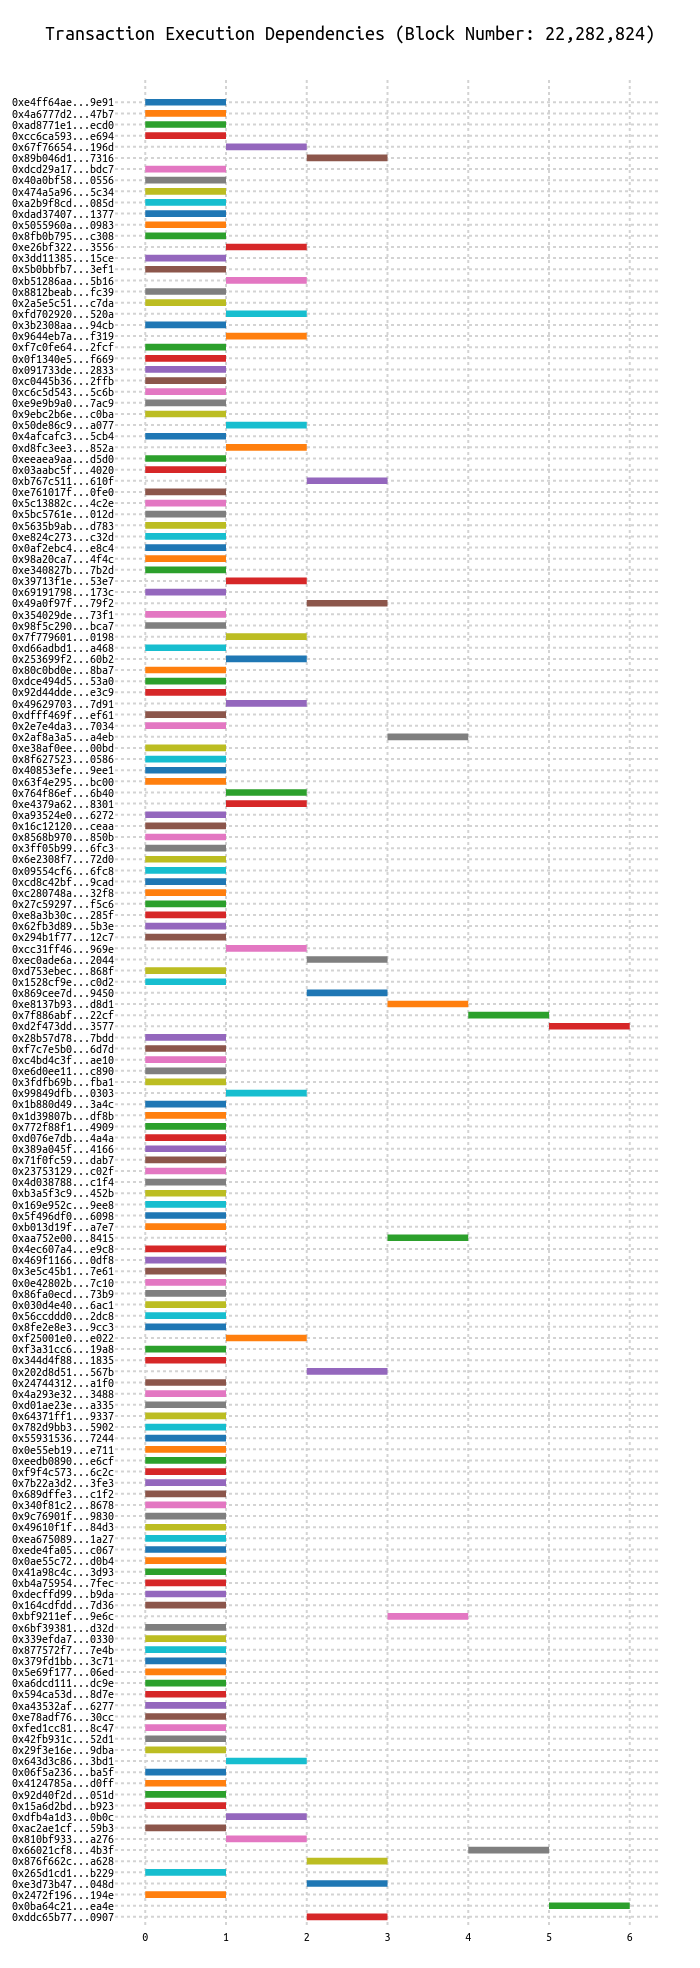 Transaction Execution Dependencies (Block Number: 22,282,824)
0xe4ff64ae...9e91
0x4a6777d2...47b7
0xad8771e1...ecd0
0xcc6ca593...e694
0x67f76654...196d
0x89b046d1...7316
0xdcd29a17...bdc7
0x40a0bf58...0556
0x474a5a96...5c34
0xa2b9f8cd...085d
0xdad37407...1377
0x5055960a...0983
0x8fb0b795...c308
0xe26bf322...3556
0x3dd11385...15ce
0x5b0bbfb7...3ef1
0xb51286aa...5b16
0x8812beab...fc39
0x2a5e5c51...c7da
0xfd702920...520a
0x3b2308aa...94cb
0x9644eb7a...f319
0xf7c0fe64...2fcf
0x0f1340e5...f669
0x091733de...2833
0xc0445b36...2ffb
0xc6c5d543...5c6b
0xe9e9b9a0...7ac9
0x9ebc2b6e...c0ba
0x50de86c9...a077
0x4afcafc3...5cb4
0xd8fc3ee3...852a
0xeeaea9aa...d5d0
0x03aabc5f...4020
0xb767c511...610f
0xe761017f...0fe0
0x5c13882c...4c2e
0x5bc5761e...012d
0x5635b9ab...d783
0xe824c273...c32d
0x0af2ebc4...e8c4
0x98a20ca7...4f4c
0xe340827b...7b2d
0x39713f1e...53e7
0x69191798...173c
0x49a0f97f...79f2
0x354029de...73f1
0x98f5c290...bca7
0x7f779601...0198
0xd66adbd1...a468
0x253699f2...60b2
0x80c0bd0e...8ba7
0xdce494d5...53a0
0x92d44dde...e3c9
0x49629703...7d91
0xdfff469f...ef61
0x2e7e4da3...7034
0x2af8a3a5...a4eb
0xe38af0ee...00bd
0x8f627523...0586
0x40853efe...9ee1
0x63f4e295...bc00
0x764f86ef...6b40
0xe4379a62...8301
0xa93524e0...6272
0x16c12120...ceaa
0x8568b970...850b
0x3ff05b99...6fc3
0x6e2308f7...72d0
0x09554cf6...6fc8
0xcd8c42bf...9cad
0xc280748a...32f8
0x27c59297...f5c6
0xe8a3b30c...285f
0x62fb3d89...5b3e
0x294b1f77...12c7
0xcc31ff46...969e
0xec0ade6a...2044
0xd753ebec...868f
0x1528cf9e...c0d2
0x869cee7d...9450
0xe8137b93...d8d1
0x7f886abf...22cf
0xd2f473dd...3577
0x28b57d78...7bdd
0xf7c7e5b0...6d7d
0xc4bd4c3f...ae10
0xe6d0ee11...c890
0x3fdfb69b...fba1
0x99849dfb...0303
0x1b880d49...3a4c
0x1d39807b...df8b
0x772f88f1...4909
0xd076e7db...4a4a
0x389a045f...4166
0x71f0fc59...dab7
0x23753129...c02f
0x4d038788...c1f4
0xb3a5f3c9...452b
0x169e952c...9ee8
0x5f496df0...6098
0xb013d19f...a7e7
0xaa752e00...8415
0x4ec607a4...e9c8
0x469f1166...0df8
0x3e5c45b1...7e61
0x0e42802b...7c10
0x86fa0ecd...73b9
0x030d4e40...6ac1
0x56ccddd0...2dc8
0x8fe2e8e3...9cc3
0xf25001e0...e022
0xf3a31cc6...19a8
0x344d4f88...1835
0x202d8d51...567b
0x24744312...a1f0
0x4a293e32...3488
0xd01ae23e...a335
0x64371ff1...9337
0x782d9bb3...5902
0x55931536...7244
0x0e55eb19...e711
0xeedb0890...e6cf
0xf9f4c573...6c2c
0x7b22a3d2...3fe3
0x689dffe3...c1f2
0x340f81c2...8678
0x9c76901f...9830
0x49610f1f...84d3
0xea675089...1a27
0xede4fa05...c067
0x0ae55c72...d0b4
0x41a98c4c...3d93
0xb4a75954...7fec
0xdecffd99...b9da
0x164cdfdd...7d36
0xbf9211ef...9e6c
0x6bf39381...d32d
0x339efda7...0330
0x877572f7...7e4b
0x379fd1bb...3c71
0x5e69f177...06ed
0xa6dcd111...dc9e
0x594ca53d...8d7e
0xa43532af...6277
0xe78adf76...30cc
0xfed1cc81...8c47
0x42fb931c...52d1
0x29f3e16e...9dba
0x643d3c86...3bd1
0x06f5a236...ba5f
0x4124785a...d0ff
0x92d40f2d...051d
0x15a6d2bd...b923
0xdfb4a1d3...0b0c
0xac2ae1cf...59b3
0x810bf933...a276
0x66021cf8...4b3f
0x876f662c...a628
0x265d1cd1...b229
0xe3d73b47...048d
0x2472f196...194e
0x0ba64c21...ea4e
0xddc65b77...0907
0 1 2 3 4 5 6